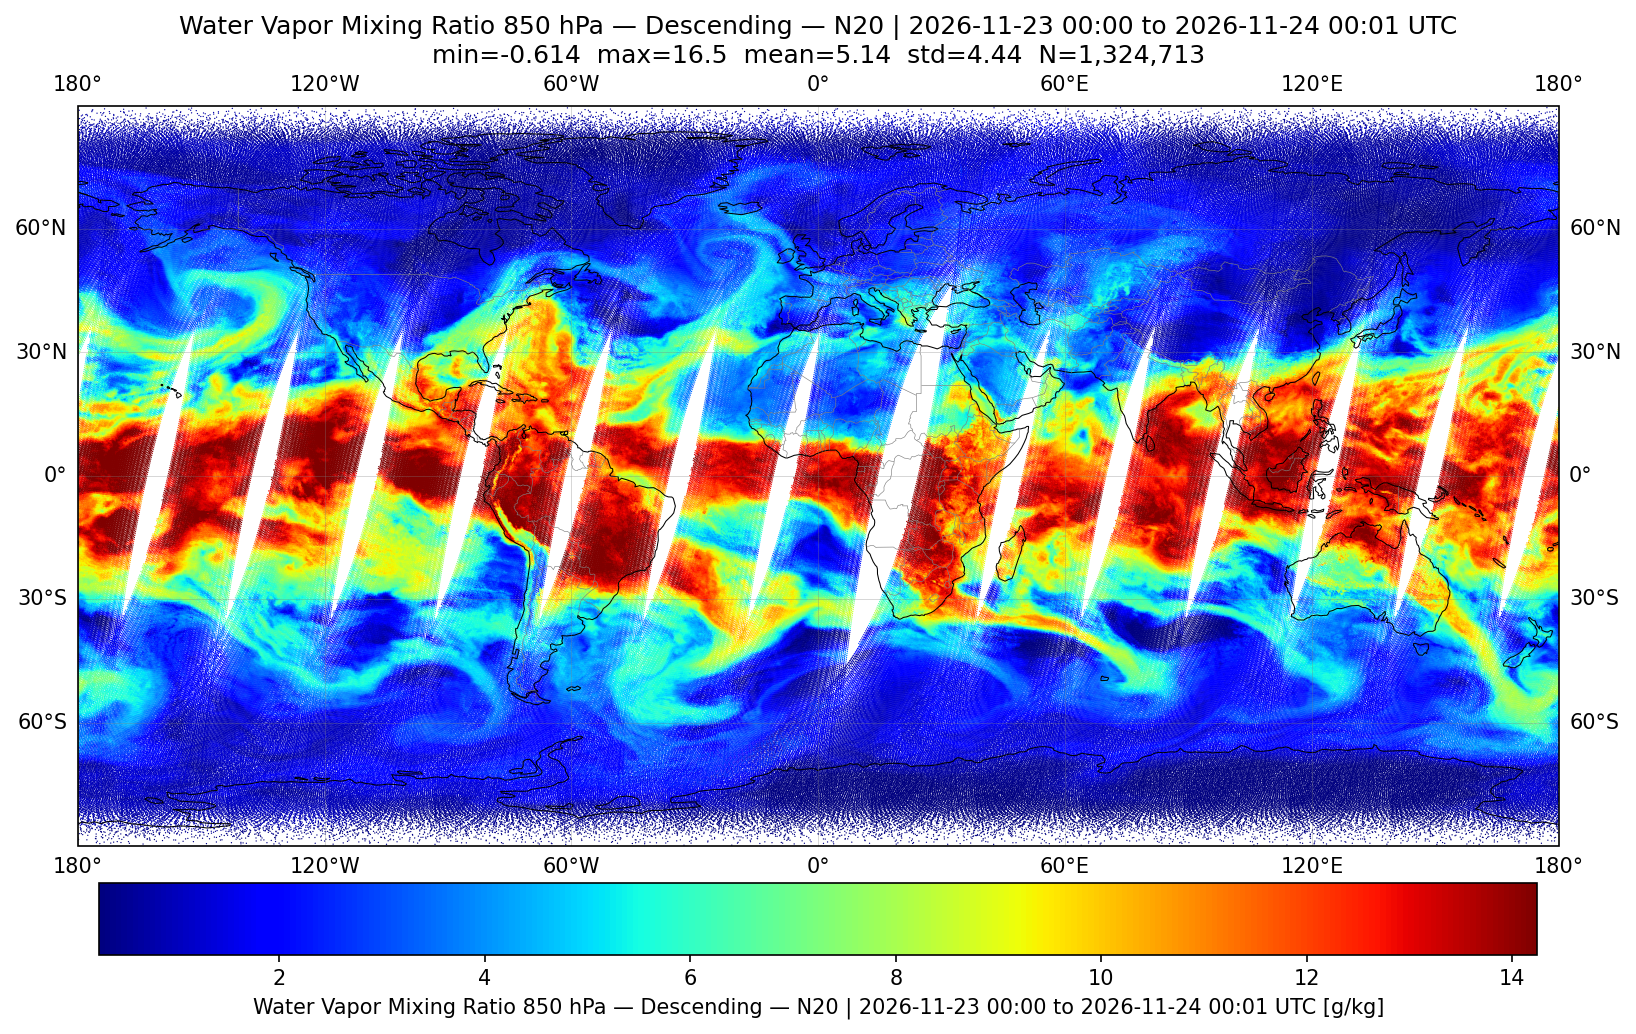 Water Vapor Mixing Ratio 850 hPa — Descending — N20 | 2026-11-23 00:00 to 2026-11-24 00:01 UTC
min=-0.614  max=16.5  mean=5.14  std=4.44  N=1,324,713
180° 120°W 60°W 0° 60°E 120°E 180°
60°N 60°N
30°N 30°N
0° 0°
30°S 30°S
60°S 60°S
180° 120°W 60°W 0° 60°E 120°E 180°
2 4 6 8 10 12 14
Water Vapor Mixing Ratio 850 hPa — Descending — N20 | 2026-11-23 00:00 to 2026-11-24 00:01 UTC [g/kg]